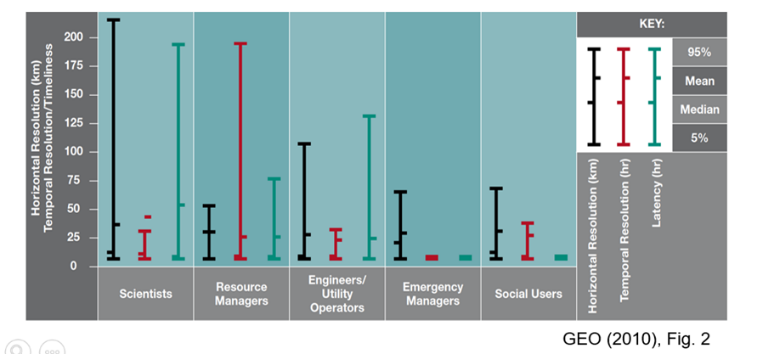 Horizontal Resolution (km)
Temporal Resolution/Timeliness
200
175
150
125
100
75
50
25
0
Scientists
Resource
Managers
Engineers/
Utility
Operators
Emergency
Managers
Social Users
KEY:
95%
Mean
Median
5%
Horizontal Resolution (km)
Temporal Resolution (hr)
Latency (hr)
GEO (2010), Fig. 2